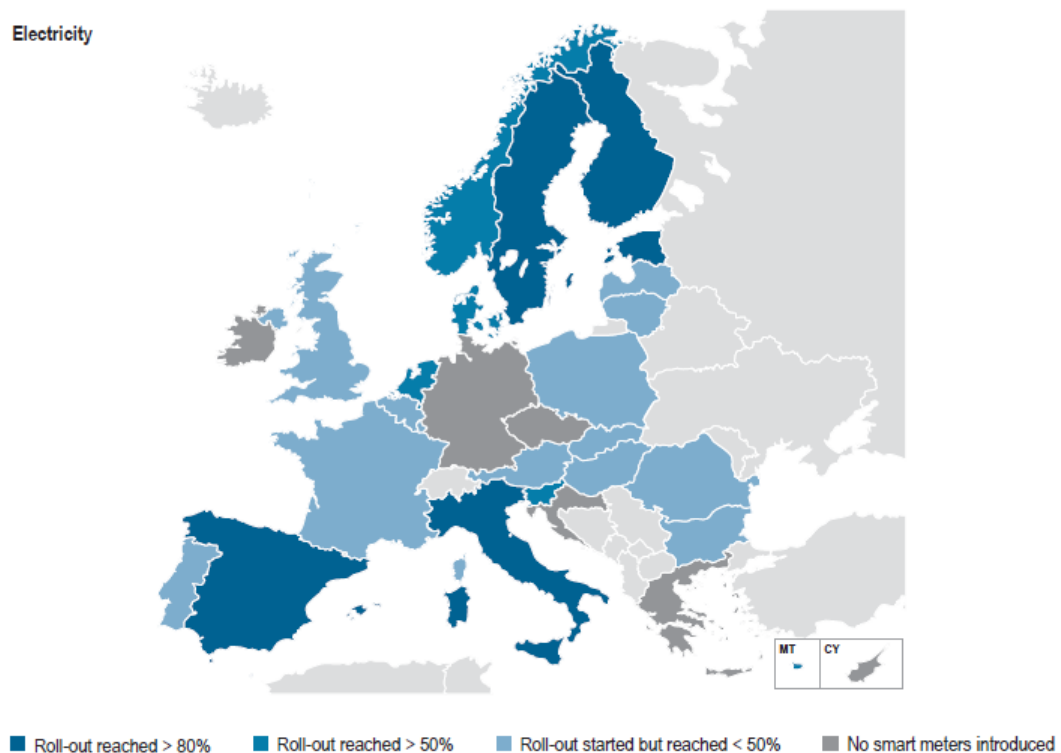 Electricity
MT CY
Roll-out reached > 80% Roll-out reached > 50% Roll-out started but reached < 50% No smart meters introduced